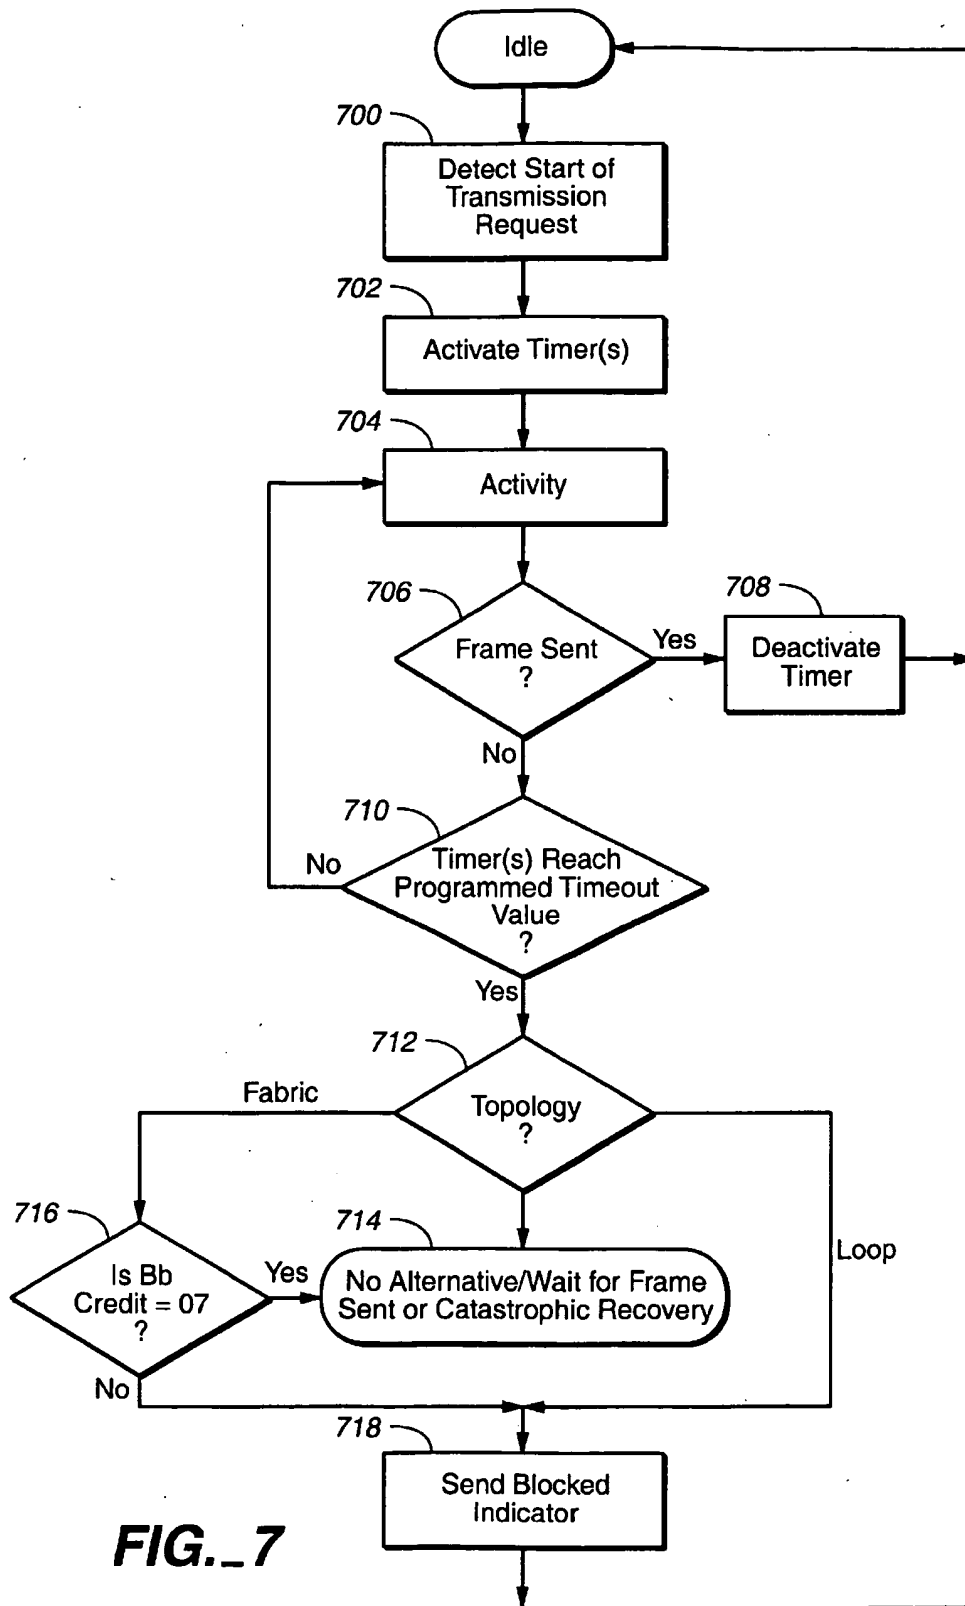 Idle
700
Detect Start of
Transmission
Request
702
Activate Timer(s)
704
Activity
706
Frame Sent
?
Yes
708
Deactivate
Timer
No
710
Timer(s) Reach
Programmed Timeout
Value
?
No
Yes
712
Topology
?
Fabric
Loop
716
Is Bb
Credit = 07
?
Yes
714
No Alternative/Wait for Frame
Sent or Catastrophic Recovery
No
718
Send Blocked
Indicator
FIG._7